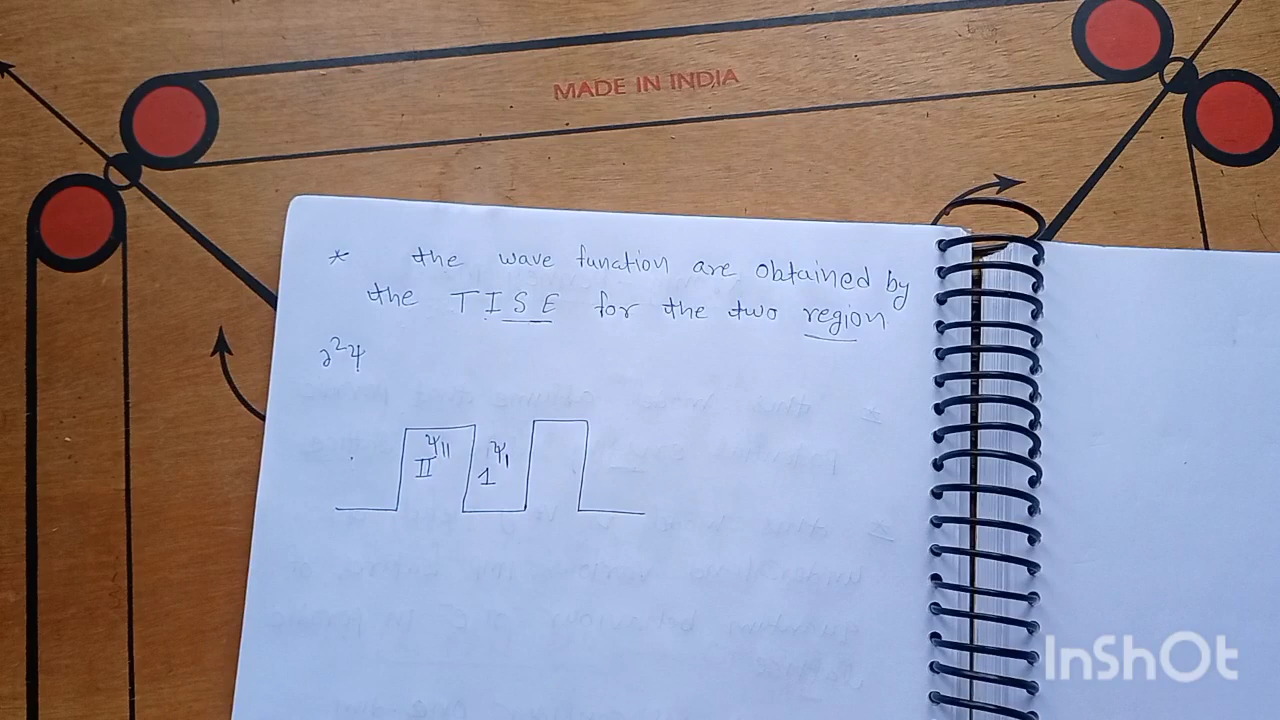 MADE IN INDIA
* the wave function are obtained by
the TISE for the two region
∂²ψ
ψII ψI
II 1
InShOt